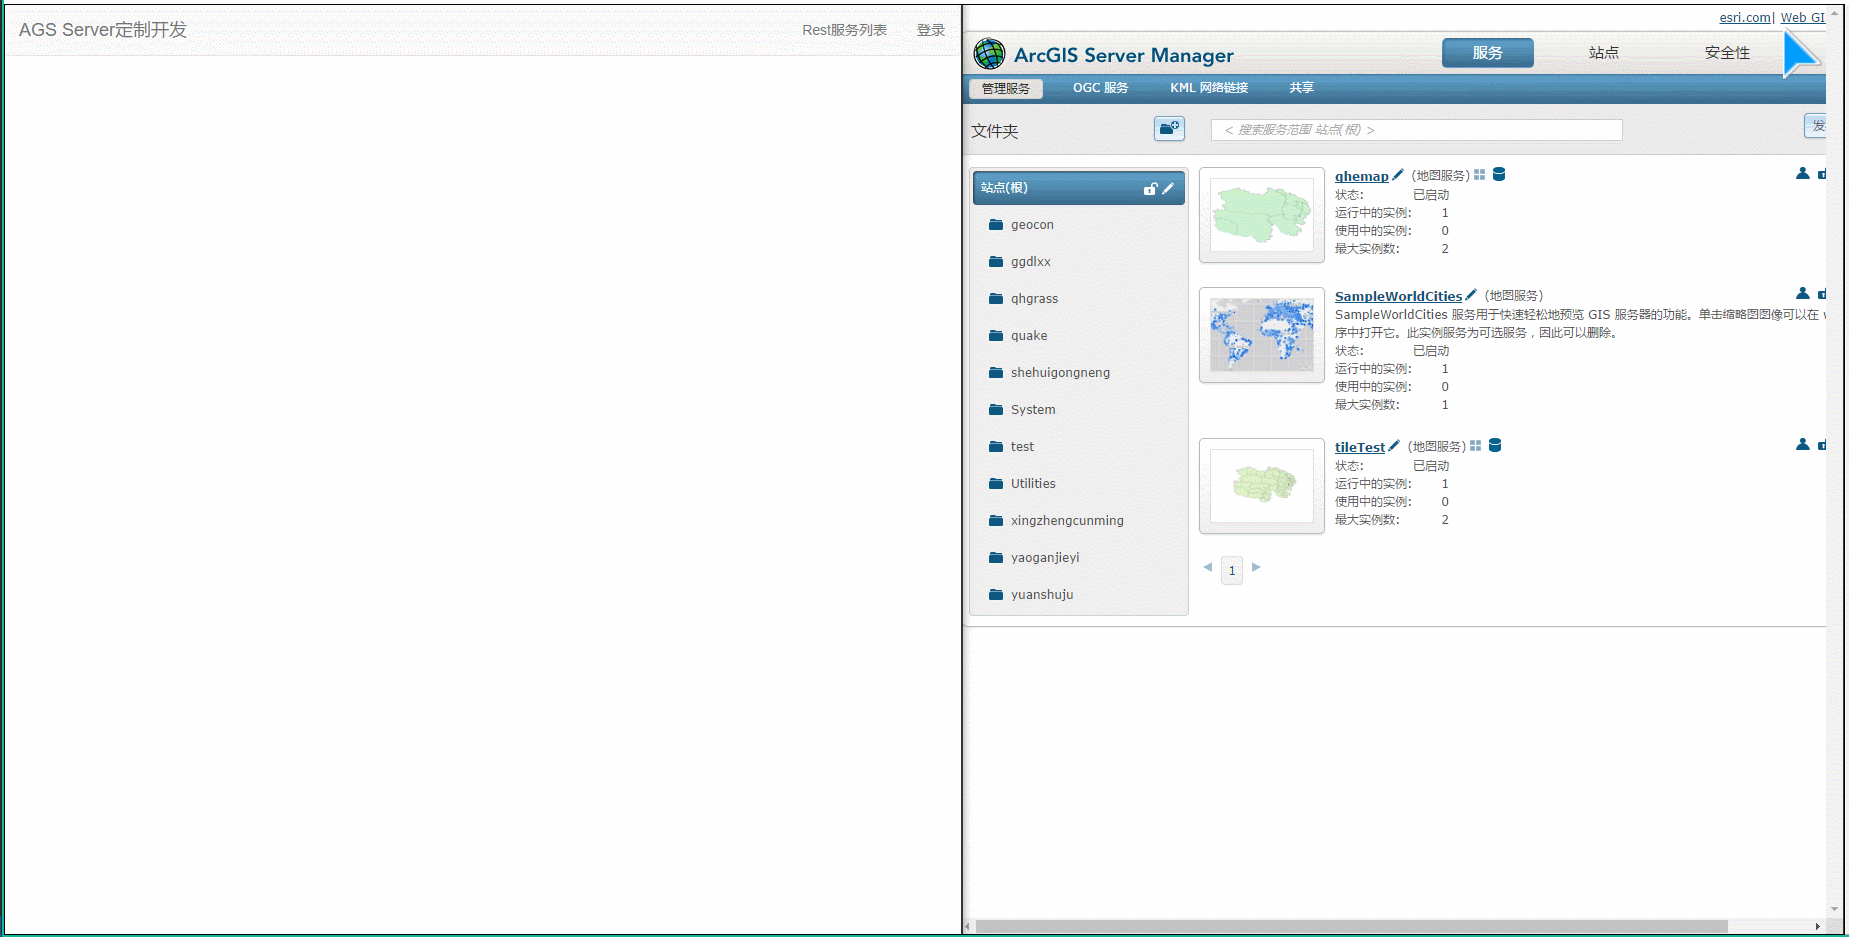 AGS Server定制开发
Rest服务列表
登录
esri.com| Web GI
ArcGIS Server Manager
服务
站点
安全性
管理服务
OGC 服务
KML 网络链接
共享
文件夹
< 搜索服务范围 站点(根) >
发
站点(根)
geocon
ggdlxx
qhgrass
quake
shehuigongneng
System
test
Utilities
xingzhengcunming
yaoganjieyi
yuanshuju
qhemap (地图服务)
状态: 已启动
运行中的实例: 1
使用中的实例: 0
最大实例数: 2
SampleWorldCities (地图服务)
SampleWorldCities 服务用于快速轻松地预览 GIS 服务器的功能。单击缩略图图像可以在
序中打开它。此实例服务为可选服务，因此可以删除。
状态: 已启动
运行中的实例: 1
使用中的实例: 0
最大实例数: 1
tileTest (地图服务)
状态: 已启动
运行中的实例: 1
使用中的实例: 0
最大实例数: 2
1